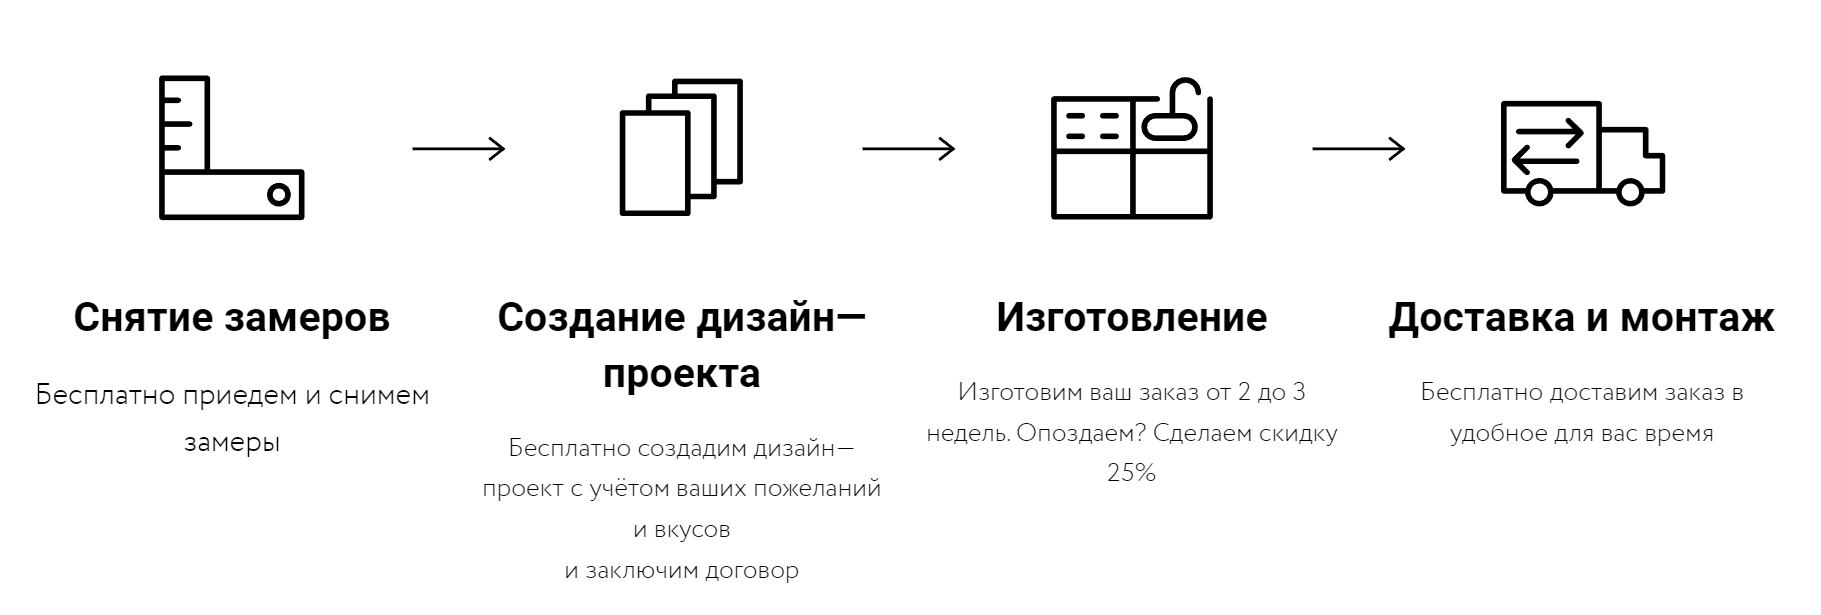 Снятие замеров
Бесплатно приедем и снимем
замеры
Создание дизайн—
проекта
Бесплатно создадим дизайн—
проект с учётом ваших пожеланий
и вкусов
и заключим договор
Изготовление
Изготовим ваш заказ от 2 до 3
недель. Опоздаем? Сделаем скидку
25%
Доставка и монтаж
Бесплатно доставим заказ в
удобное для вас время